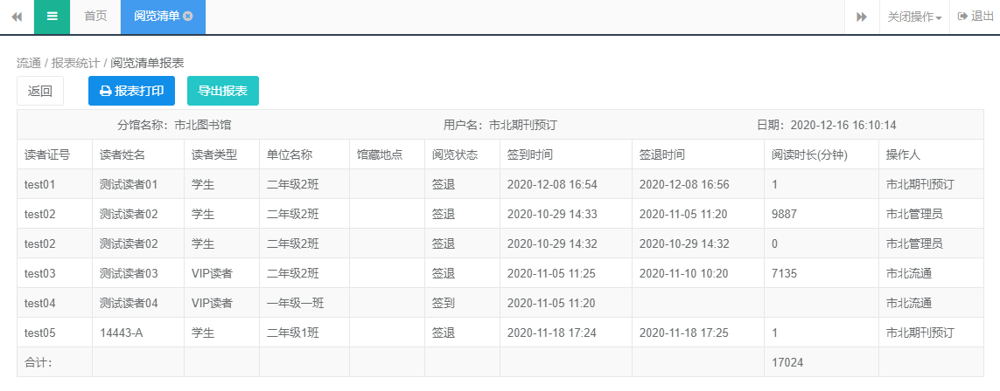 首页 阅览清单 关闭操作 退出
流通 / 报表统计 / 阅览清单报表
返回 报表打印 导出报表
分馆名称：市北图书馆 用户名：市北期刊预订 日期：2020-12-16 16:10:14
读者证号 读者姓名 读者类型 单位名称 馆藏地点 阅览状态 签到时间 签退时间 阅读时长(分钟) 操作人
test01 测试读者01 学生 二年级2班 签退 2020-12-08 16:54 2020-12-08 16:56 1 市北期刊预订
test02 测试读者02 学生 二年级2班 签退 2020-10-29 14:33 2020-11-05 11:20 9887 市北管理员
test02 测试读者02 学生 二年级2班 签退 2020-10-29 14:32 2020-10-29 14:32 0 市北管理员
test03 测试读者03 VIP读者 二年级2班 签退 2020-11-05 11:25 2020-11-10 10:20 7135 市北流通
test04 测试读者04 VIP读者 一年级一班 签到 2020-11-05 11:20 市北流通
test05 14443-A 学生 二年级1班 签退 2020-11-18 17:24 2020-11-18 17:25 1 市北期刊预订
合计： 17024